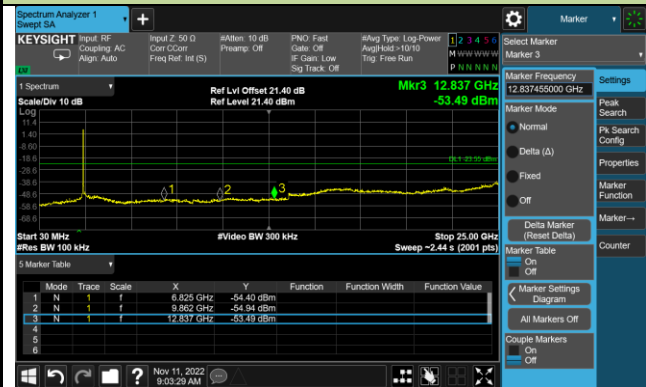 Spectrum Analyzer 1
Swept SA
Marker
KEYSIGHT
Input: RF
Coupling: AC
Align: Auto
Input Z: 50 Ω
Corr CCorr
Freq Ref: Int (S)
#Atten: 10 dB
Preamp: Off
PNO: Fast
Gate: Off
IF Gain: Low
Sig Track: Off
#Avg Type: Log-Power
Avg|Hold:>10/10
Trig: Free Run
1 2 3 4 5 6
M W W W W W
P N N N N N
Select Marker
Marker 3
1 Spectrum
Scale/Div 10 dB
Ref Lvl Offset 21.40 dB
Ref Level 21.40 dBm
Mkr3 12.837 GHz
-53.49 dBm
Log
11.4
1.40
-8.60
-18.6
-28.6
-38.6
-48.6
-58.6
-68.6
DL1 -23.55 dBm
1
2
3
Start 30 MHz
#Res BW 100 kHz
#Video BW 300 kHz
Stop 25.00 GHz
Sweep ~2.44 s (2001 pts)
5 Marker Table
Mode Trace Scale X Y Function Function Width Function Value
1 N 1 f 6.825 GHz -54.40 dBm
2 N 1 f 9.862 GHz -54.94 dBm
3 N 1 f 12.837 GHz -53.49 dBm
4
5
6
Marker Frequency
12.837455000 GHz
Marker Mode
Normal
Delta (Δ)
Fixed
Off
Delta Marker
(Reset Delta)
Marker Table
On
Off
Marker Settings
Diagram
All Markers Off
Couple Markers
On
Off
Settings
Peak
Search
Pk Search
Config
Properties
Marker
Function
Marker→
Counter
Nov 11, 2022
9:03:29 AM